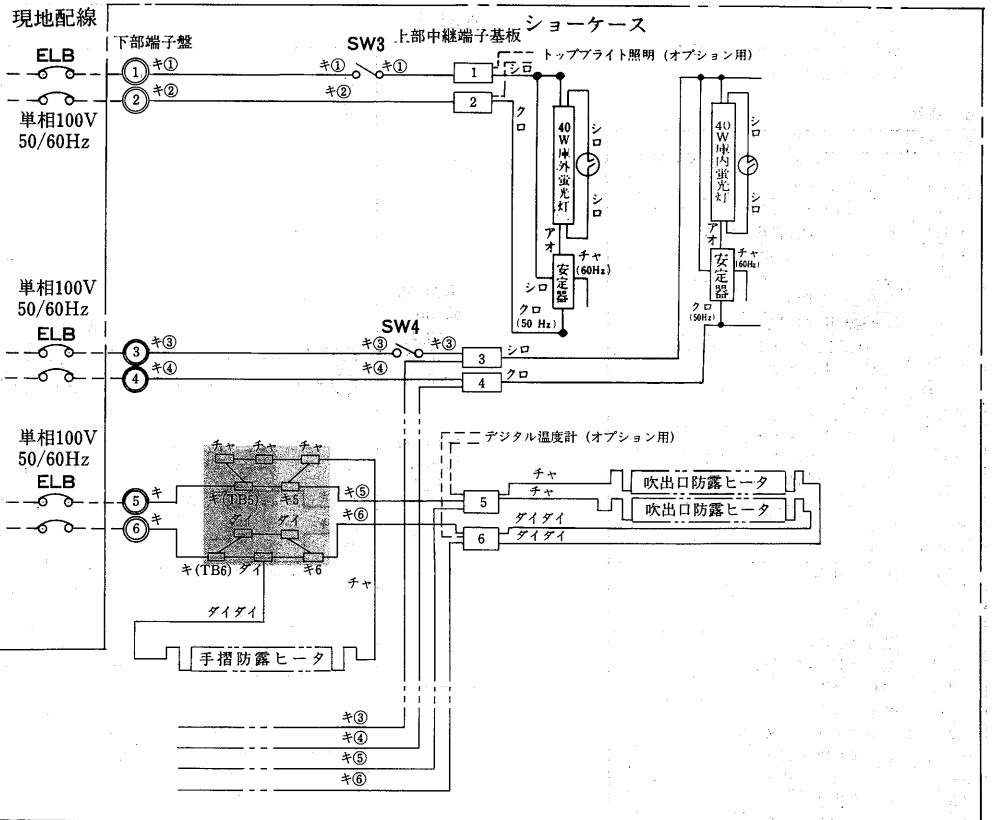 現地配線
ショーケース
ELB
下部端子盤
SW3
上部中継端子基板
トップブライト照明 (オプション用)
1
キ①
キ①
キ①
1
シロ
2
キ②
キ②
2
単相100V
50/60Hz
クロ
40W庫外蛍光灯
シロ
シロ
アオ
安定器
チャ
(60Hz)
シロ
クロ
(50 Hz)
40W庫内蛍光灯
シロ
シロ
アオ
安定器
チャ
(60Hz)
クロ
(50Hz)
単相100V
50/60Hz
ELB
SW4
3
キ③
キ③
キ③
3
シロ
4
キ④
キ④
4
クロ
単相100V
50/60Hz
ELB
チャ
チャ
チャ
デジタル温度計 (オプション用)
5
キ
キ(TB5)
キ5
キ⑤
5
チャ
吹出口防露ヒータ
チャ
吹出口防露ヒータ
6
キ
ダイ
ダイ
キ⑥
6
ダイダイ
ダイダイ
キ(TB6)
ダイ
キ6
チャ
ダイダイ
手摺防露ヒータ
キ③
キ④
キ⑤
キ⑥